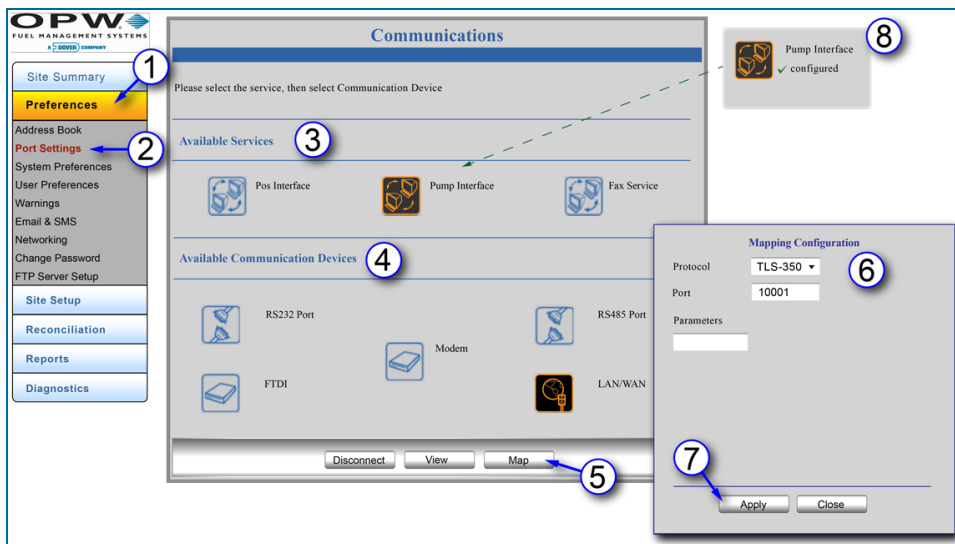 OPW
FUEL MANAGEMENT SYSTEMS
A DOVER COMPANY
Site Summary
Preferences
Address Book
Port Settings
System Preferences
User Preferences
Warnings
Email & SMS
Networking
Change Password
FTP Server Setup
Site Setup
Reconciliation
Reports
Diagnostics
1
2
Communications
Please select the service, then select Communication Device
Available Services
3
Pos Interface
Pump Interface
Fax Service
Available Communication Devices
4
RS232 Port
RS485 Port
Modem
FTDI
LAN/WAN
Disconnect
View
Map
5
Pump Interface
✓ configured
8
Mapping Configuration
Protocol
TLS-350
6
Port
10001
Parameters
7
Apply
Close